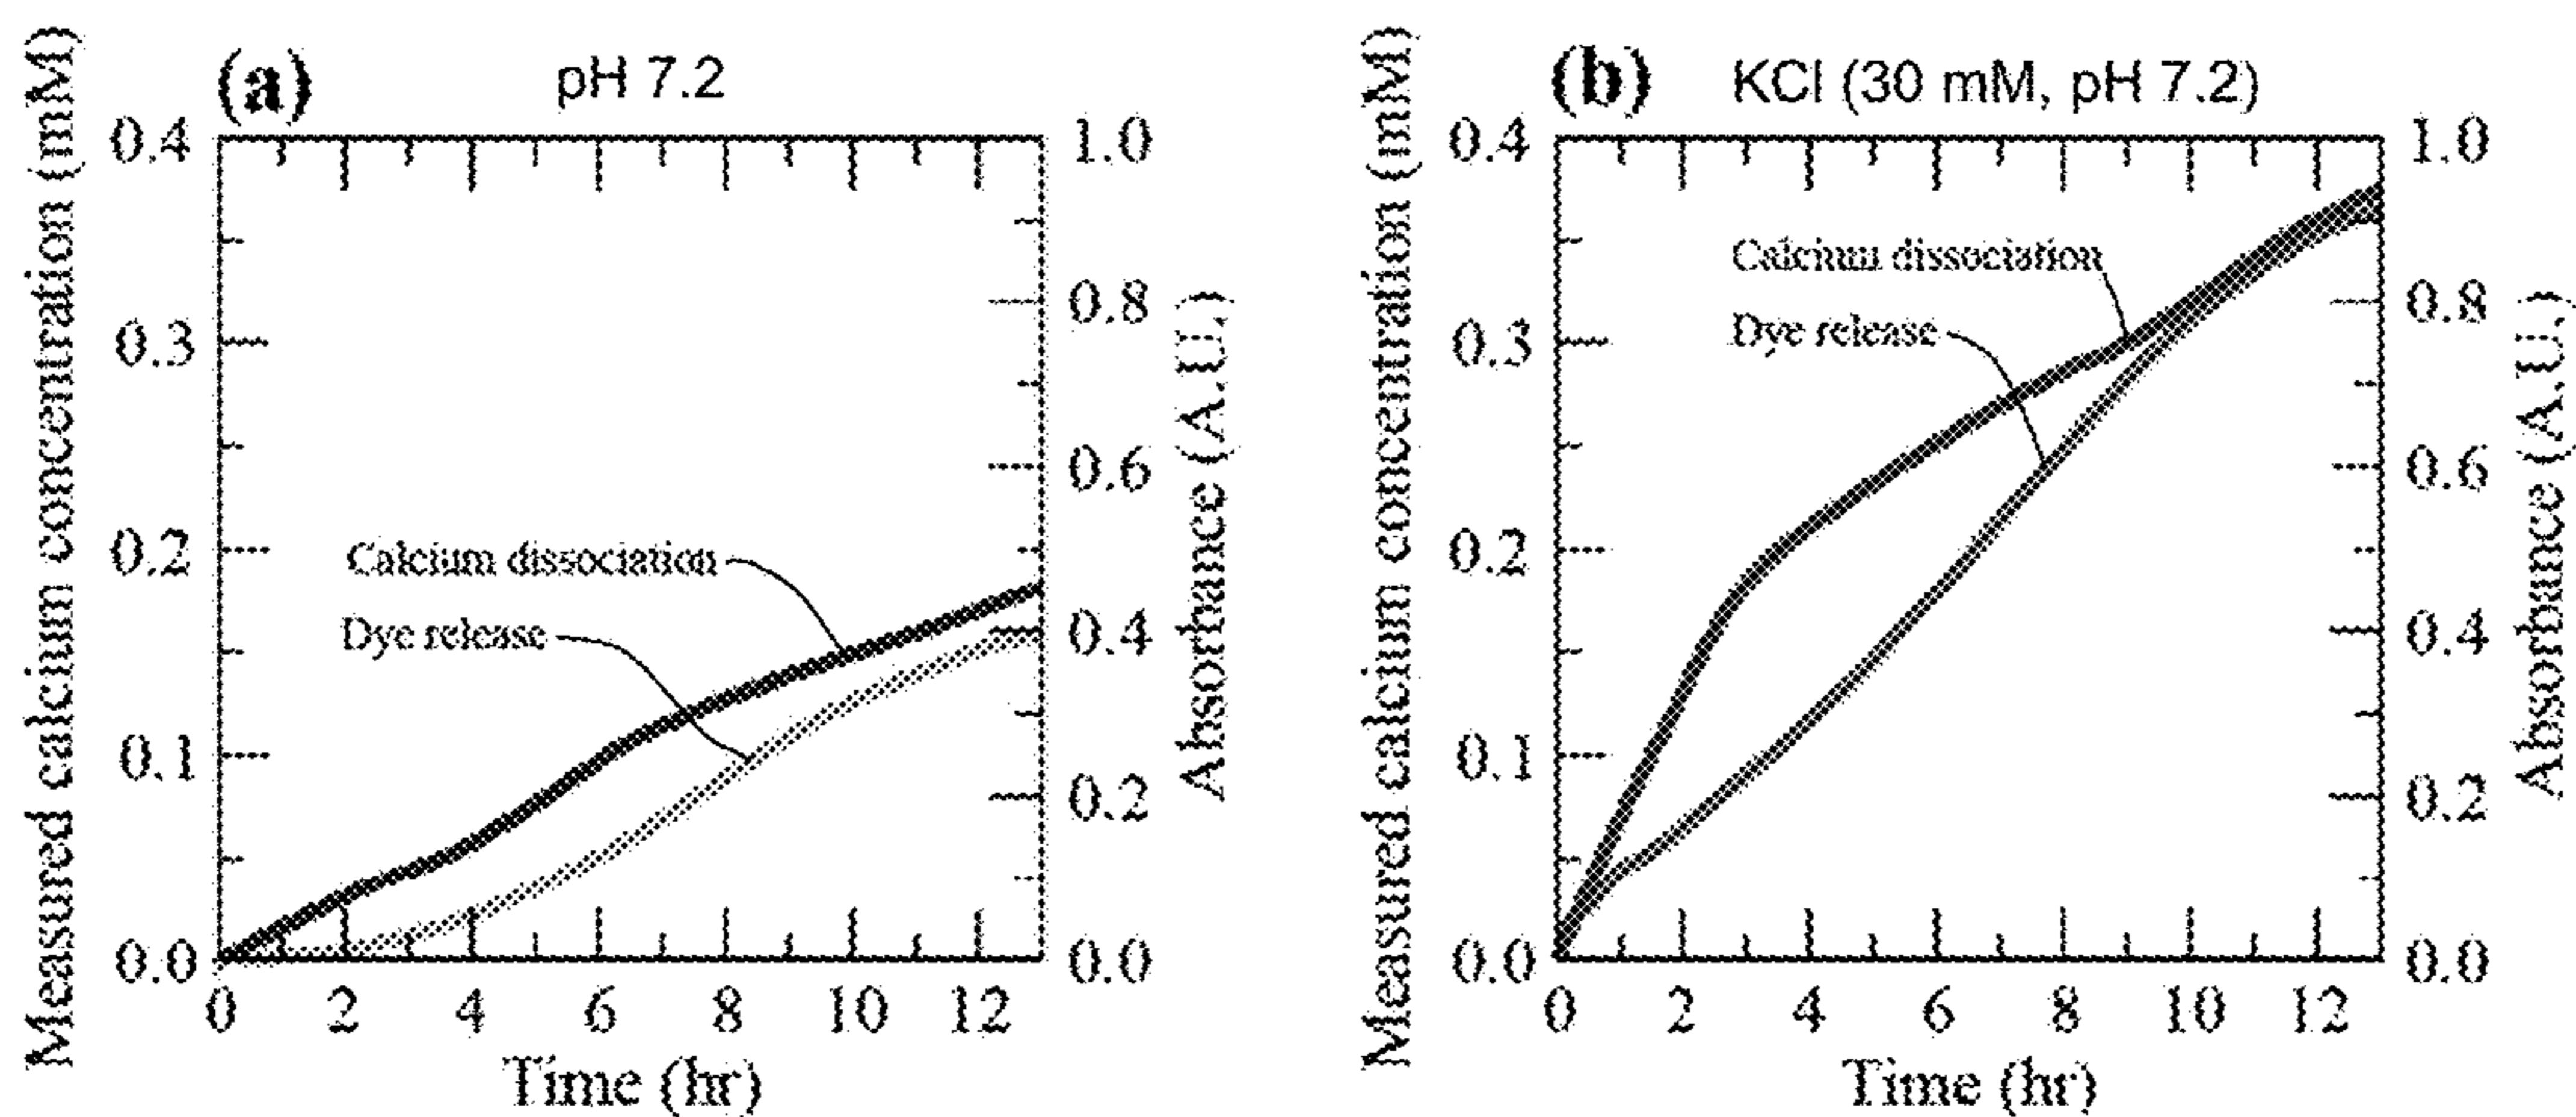 (a) pH 7.2
Measured calcium concentration (mM)
0.4
0.3
0.2
0.1
0.0
1.0
0.8
0.6
0.4
0.2
0.0
Absorbance (A.U.)
Calcium dissociation
Dye release
0 2 4 6 8 10 12
Time (hr)
(b) KCl (30 mM, pH 7.2)
Measured calcium concentration (mM)
0.4
0.3
0.2
0.1
0.0
1.0
0.8
0.6
0.4
0.2
0.0
Absorbance (A.U.)
Calcium dissociation
Dye release
0 2 4 6 8 10 12
Time (hr)